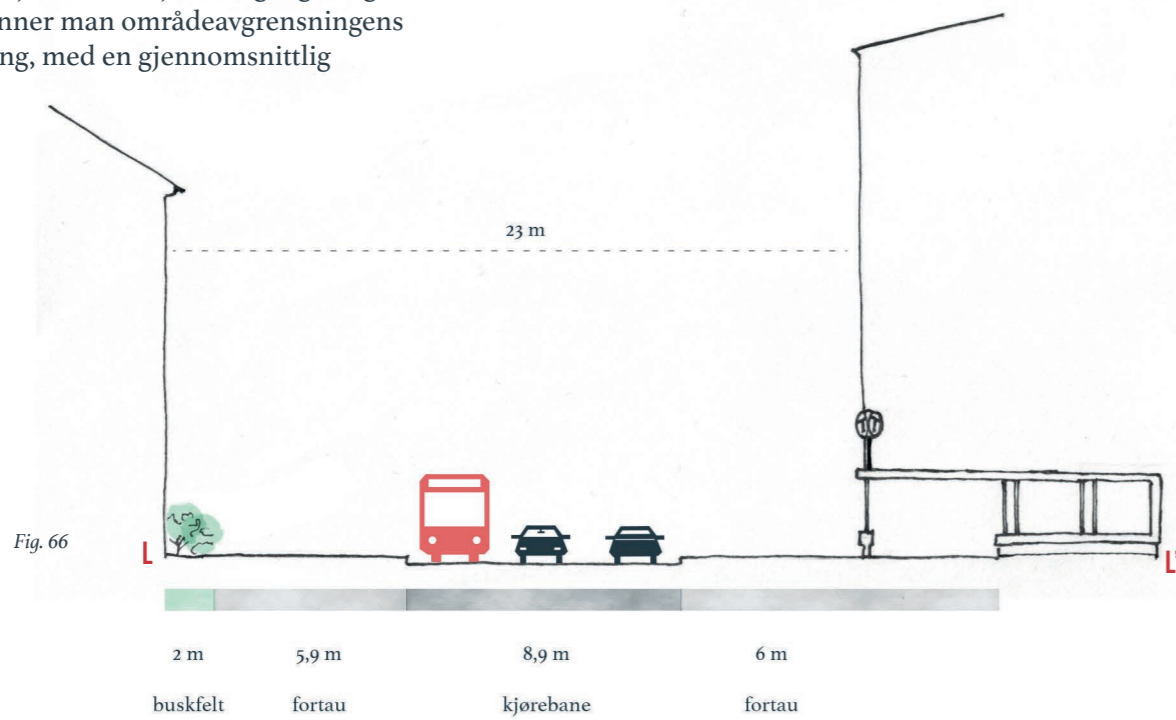 nner man områdeavgrensningens
ng, med en gjennomsnittlig
23 m
Fig. 66
L
L'
2 m
5,9 m
8,9 m
6 m
buskfelt
fortau
kjørebane
fortau